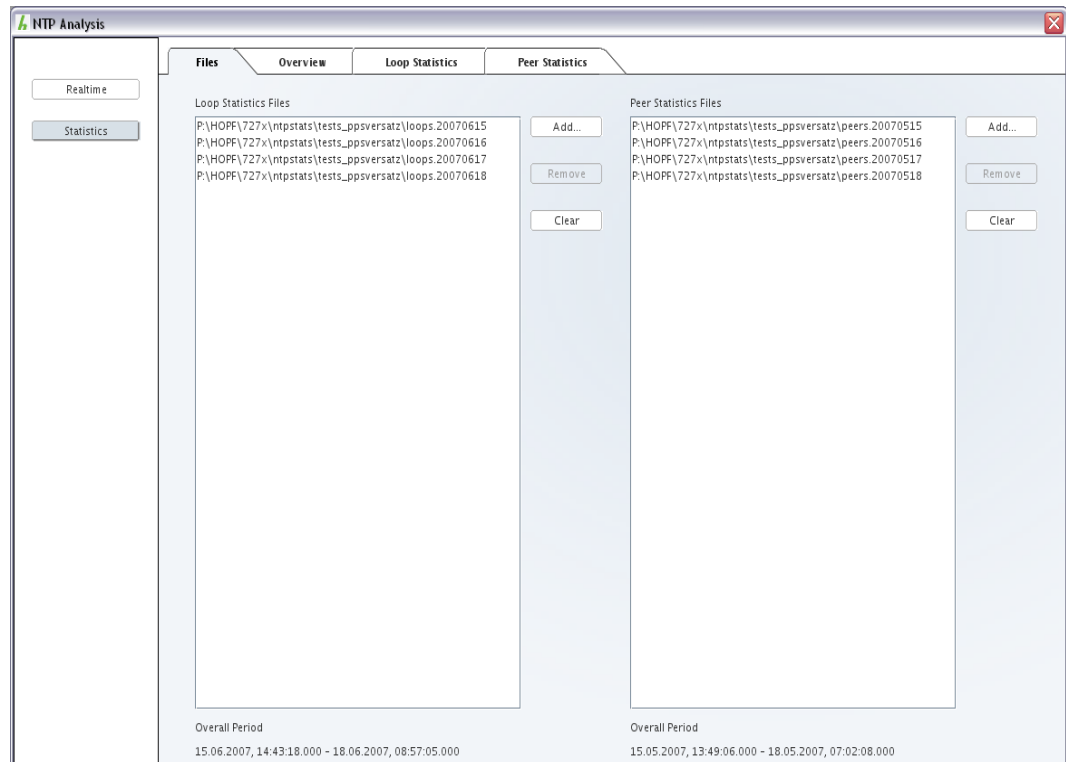 NTP Analysis
Realtime
Statistics
Files
Overview
Loop Statistics
Peer Statistics
Loop Statistics Files
P:\HOPF\727x\ntpstats\tests_ppsversatz\loops.20070615
P:\HOPF\727x\ntpstats\tests_ppsversatz\loops.20070616
P:\HOPF\727x\ntpstats\tests_ppsversatz\loops.20070617
P:\HOPF\727x\ntpstats\tests_ppsversatz\loops.20070618
Add...
Remove
Clear
Overall Period
15.06.2007, 14:43:18.000 - 18.06.2007, 08:57:05.000
Peer Statistics Files
P:\HOPF\727x\ntpstats\tests_ppsversatz\peers.20070515
P:\HOPF\727x\ntpstats\tests_ppsversatz\peers.20070516
P:\HOPF\727x\ntpstats\tests_ppsversatz\peers.20070517
P:\HOPF\727x\ntpstats\tests_ppsversatz\peers.20070518
Add...
Remove
Clear
Overall Period
15.05.2007, 13:49:06.000 - 18.05.2007, 07:02:08.000